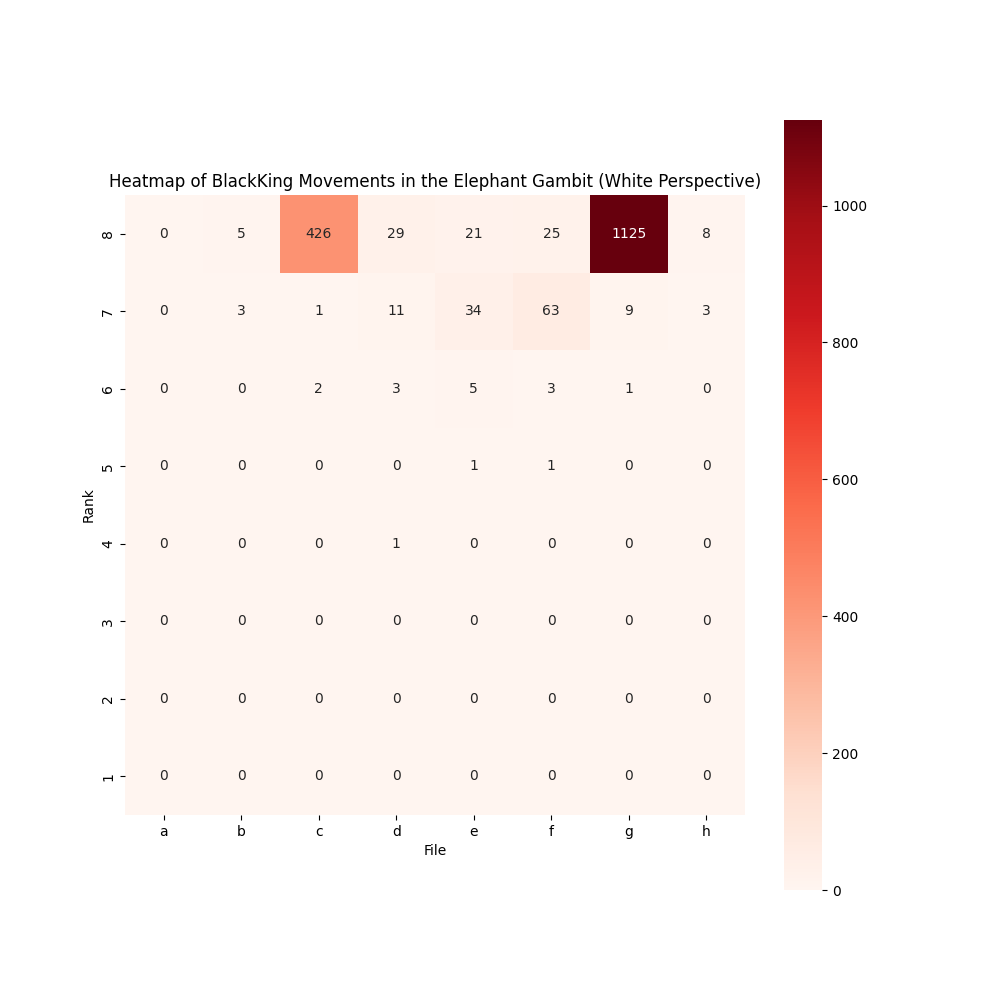 Heatmap of BlackKing Movements in the Elephant Gambit (White Perspective)
8 0 5 426 29 21 25 1125 8
7 0 3 1 11 34 63 9 3
6 0 0 2 3 5 3 1 0
5 0 0 0 0 1 1 0 0
4 0 0 0 1 0 0 0 0
3 0 0 0 0 0 0 0 0
2 0 0 0 0 0 0 0 0
1 0 0 0 0 0 0 0 0
Rank
a b c d e f g h
File
1000
800
600
400
200
0